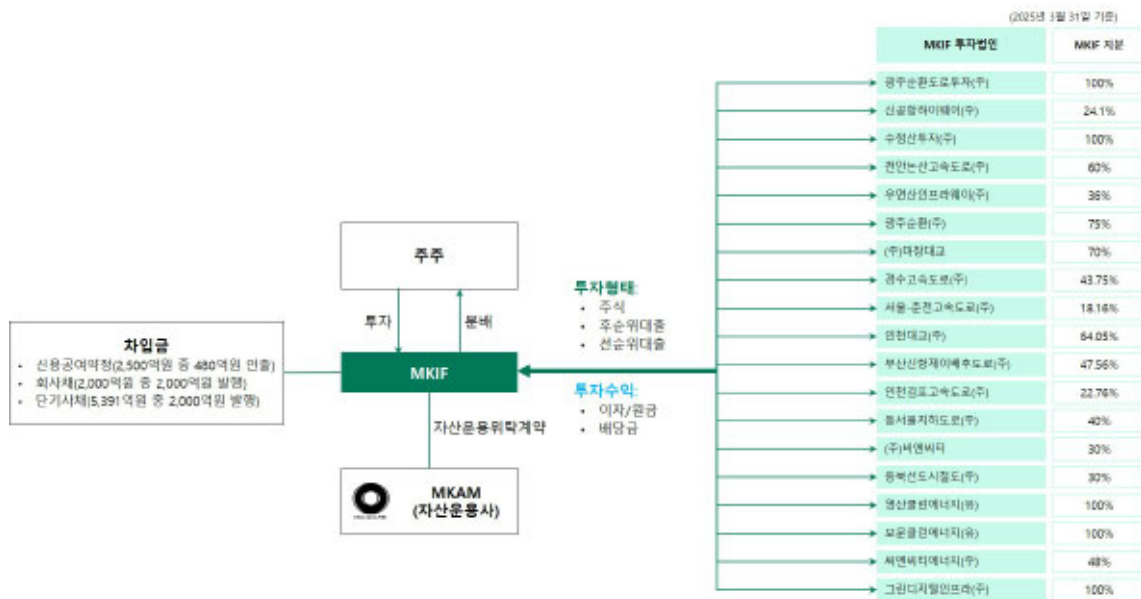 (2025년 3월 31일 기준)
MKIF 투자법인 MKIF 지분
광주순환도로투자(주) 100%
신공항하이웨이(주) 24.1%
수정산투자(주) 100%
천안논산고속도로(주) 60%
우면산인프라웨이(주) 36%
광주순환(주) 75%
(주)마창대교 70%
경수고속도로(주) 43.75%
서울-춘천고속도로(주) 18.16%
인천대교(주) 64.05%
부산신항제이배후도로(주) 47.56%
인천김포고속도로(주) 22.76%
동서울지하도로(주) 40%
(주)비엔씨티 30%
동북선도시철도(주) 30%
영산클린에너지(유) 100%
보문클린에너지(유) 100%
씨엔씨티에너지(주) 48%
그린디지털인프라(주) 100%
주주
투자
분배
MKIF
자산운용위탁계약
MKAM
(자산운용사)
차입금
• 신용공여약정(2,500억원 중 480억원 인출)
• 회사채(2,000억원 중 2,000억원 발행)
• 단기사채(5,391억원 중 2,000억원 발행)
투자형태:
• 주식
• 후순위대출
• 선순위대출
투자수익:
• 이자/원금
• 배당금